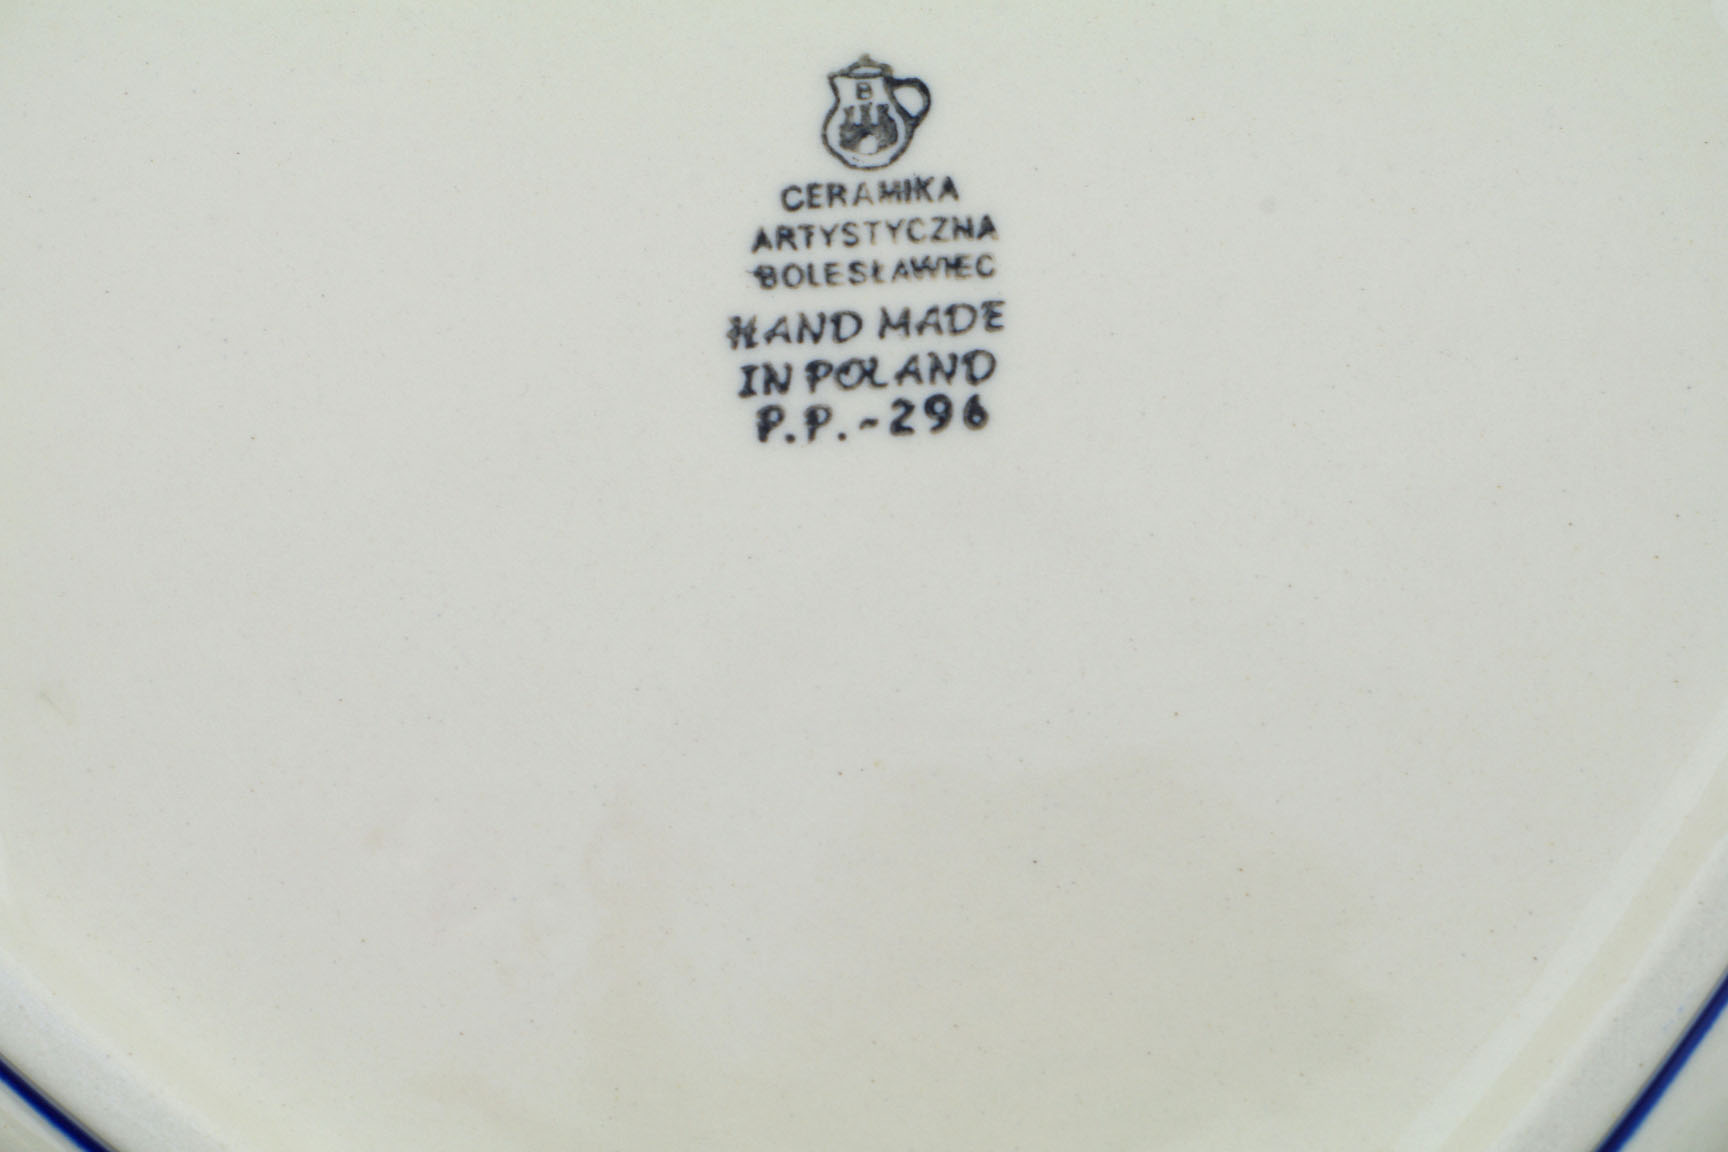 B
CERAMIKA
ARTYSTYCZNA
BOLESŁAWIEC
HAND MADE
IN POLAND
P.P.-296